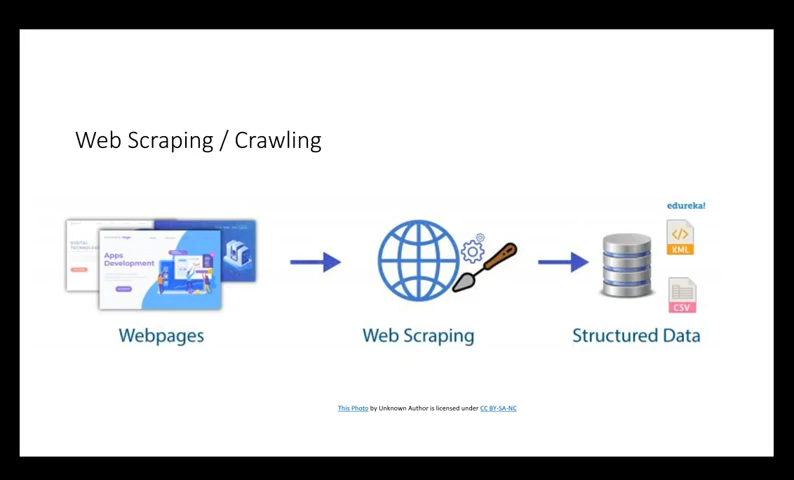 Web Scraping / Crawling
edureka!
DIGITAL
Apps
Development
</>
XML
CSV
Webpages
Web Scraping
Structured Data
This Photo by Unknown Author is licensed under CC BY-SA-NC